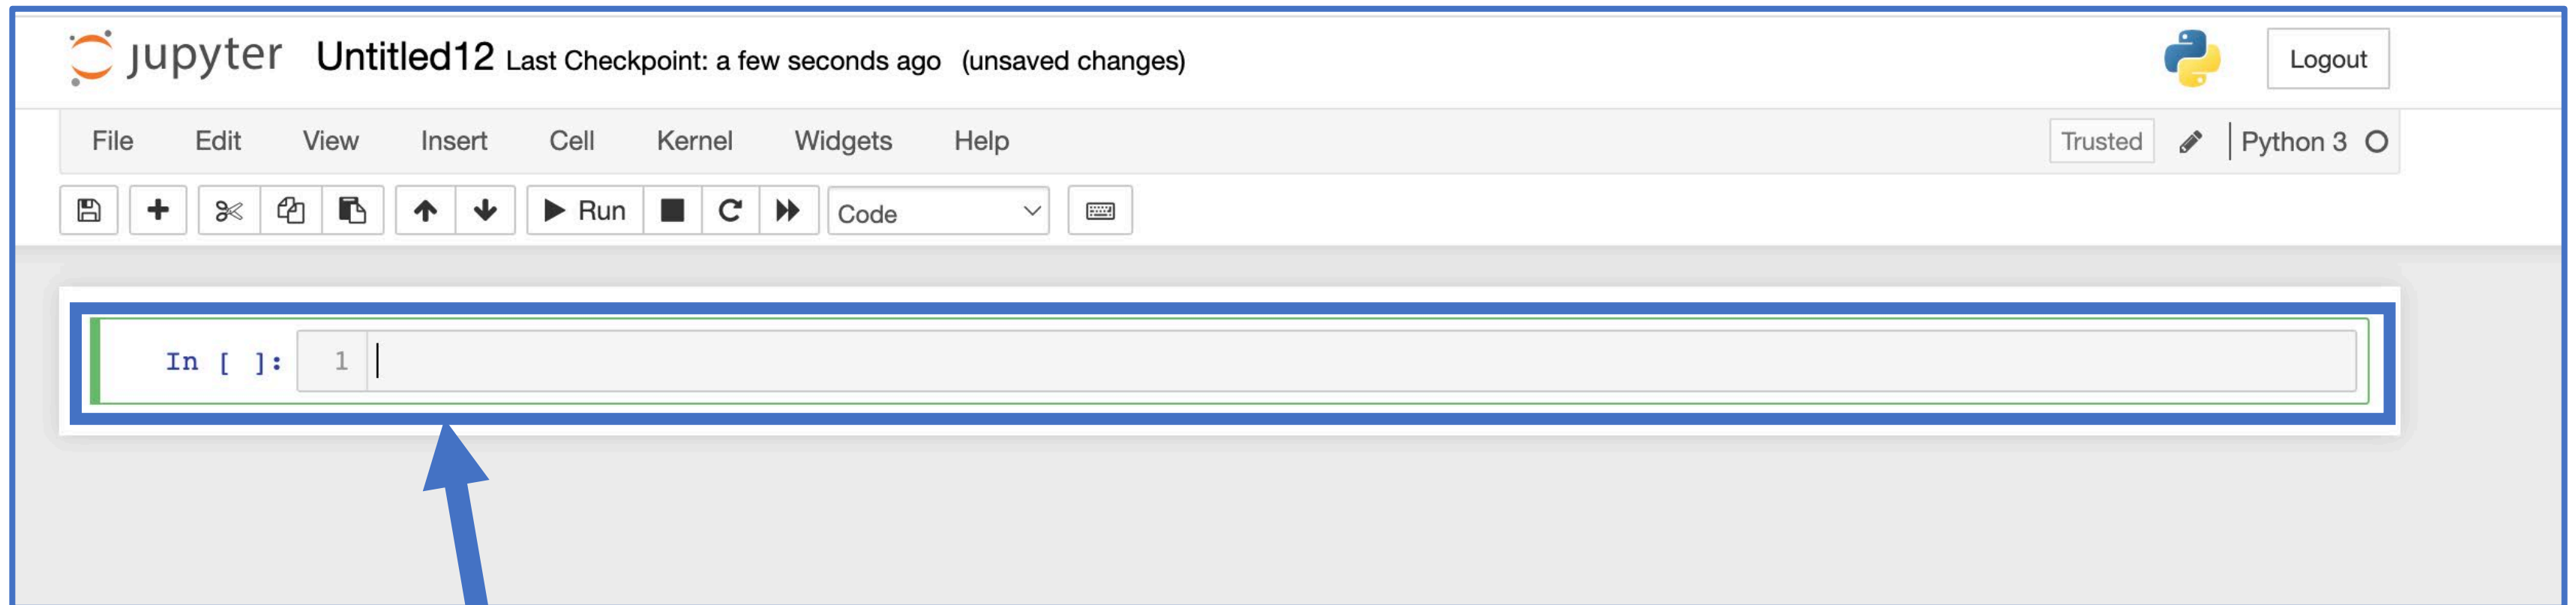 jupyter Untitled12 Last Checkpoint: a few seconds ago (unsaved changes) Logout
File Edit View Insert Cell Kernel Widgets Help Trusted Python 3
Run Code
In [ ]: 1